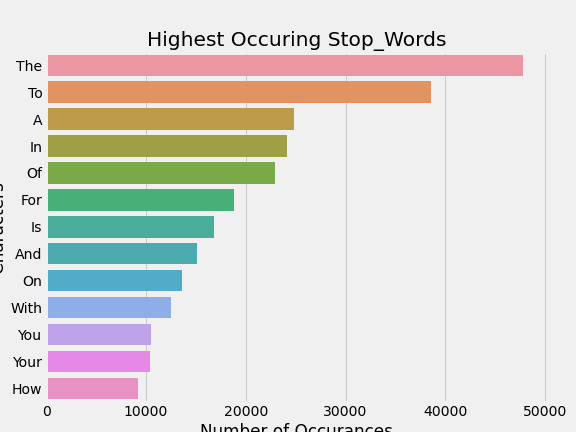 Highest Occuring Stop_Words
The
To
A
In
Of
For
Is
And
On
With
You
Your
How
0 10000 20000 30000 40000 50000
Number of Occurances